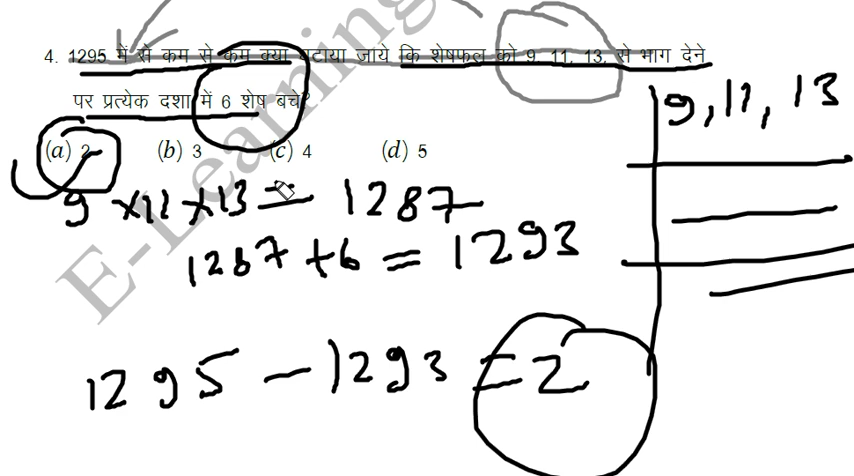 4. 1295 में से कम से कम क्या घटाया जाये कि शेषफल को 9, 11, 13, से भाग देने
पर प्रत्येक दशा में 6 शेष बचे?
(a) 2 (b) 3 (c) 4 (d) 5
9, 11, 13
9 × 11 × 13 = 1287
1287 + 6 = 1293
1295 - 1293 = 2
E-Learning